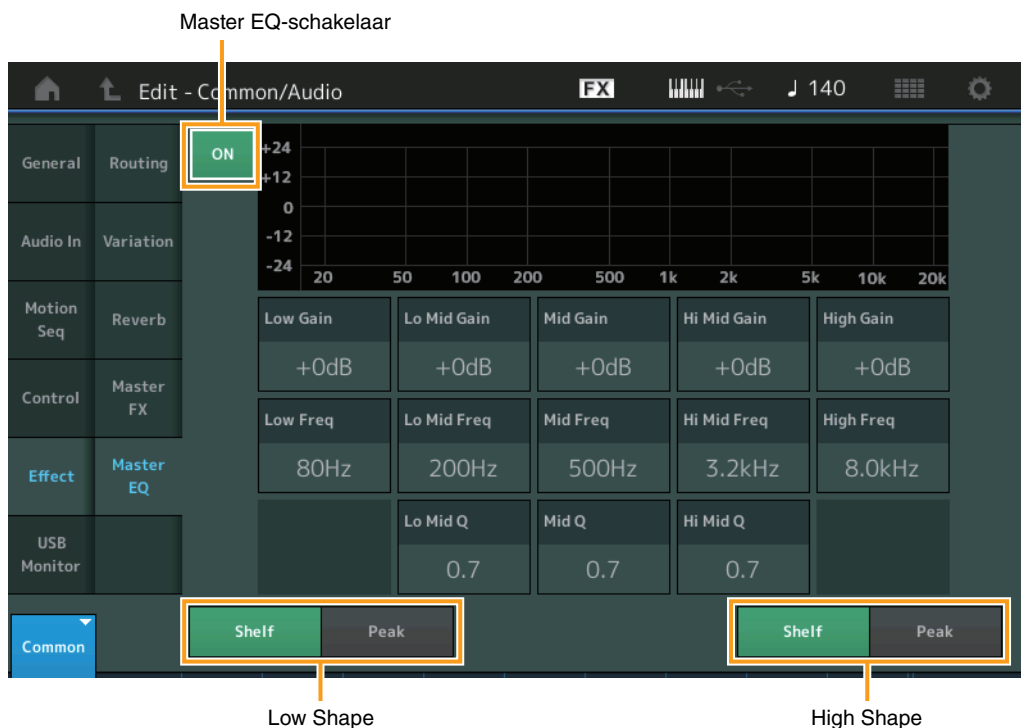 Master EQ-schakelaar
Edit - Common/Audio
FX
140
General
Routing
ON
+24
+12
0
-12
-24
20 50 100 200 500 1k 2k 5k 10k 20k
Audio In
Variation
Motion
Seq
Reverb
Control
Master
FX
Effect
Master
EQ
USB
Monitor
Common
Low Gain
+0dB
Lo Mid Gain
+0dB
Mid Gain
+0dB
Hi Mid Gain
+0dB
High Gain
+0dB
Low Freq
80Hz
Lo Mid Freq
200Hz
Mid Freq
500Hz
Hi Mid Freq
3.2kHz
High Freq
8.0kHz
Lo Mid Q
0.7
Mid Q
0.7
Hi Mid Q
0.7
Shelf Peak
Shelf Peak
Low Shape
High Shape